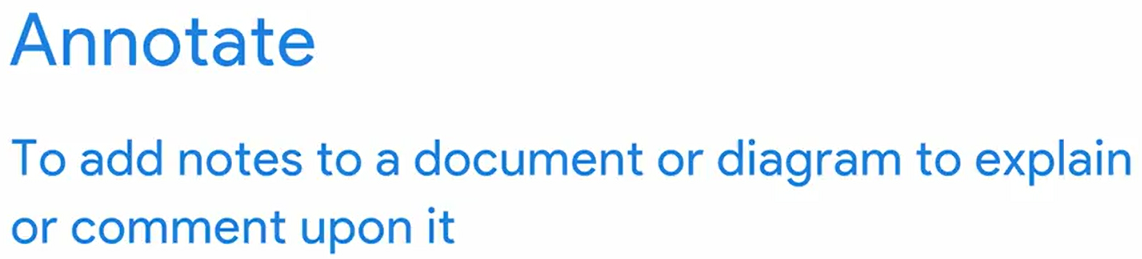 Annotate
To add notes to a document or diagram to explain
or comment upon it